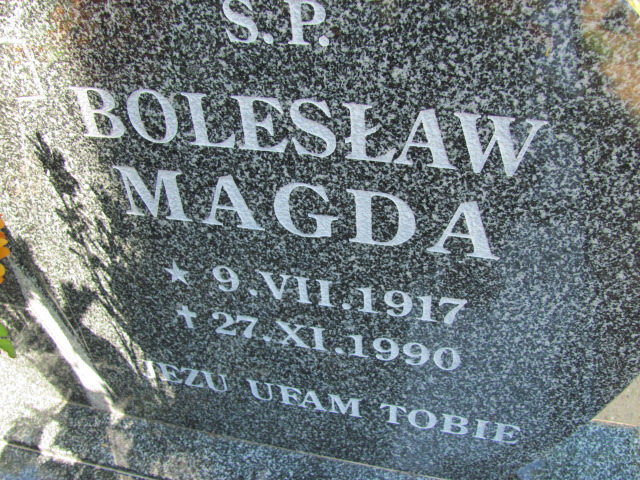 S.P.
BOLESŁAW
MAGDA
★ 9.VII.1917
✝ 27.XI.1990
JEZU UFAM TOBIE